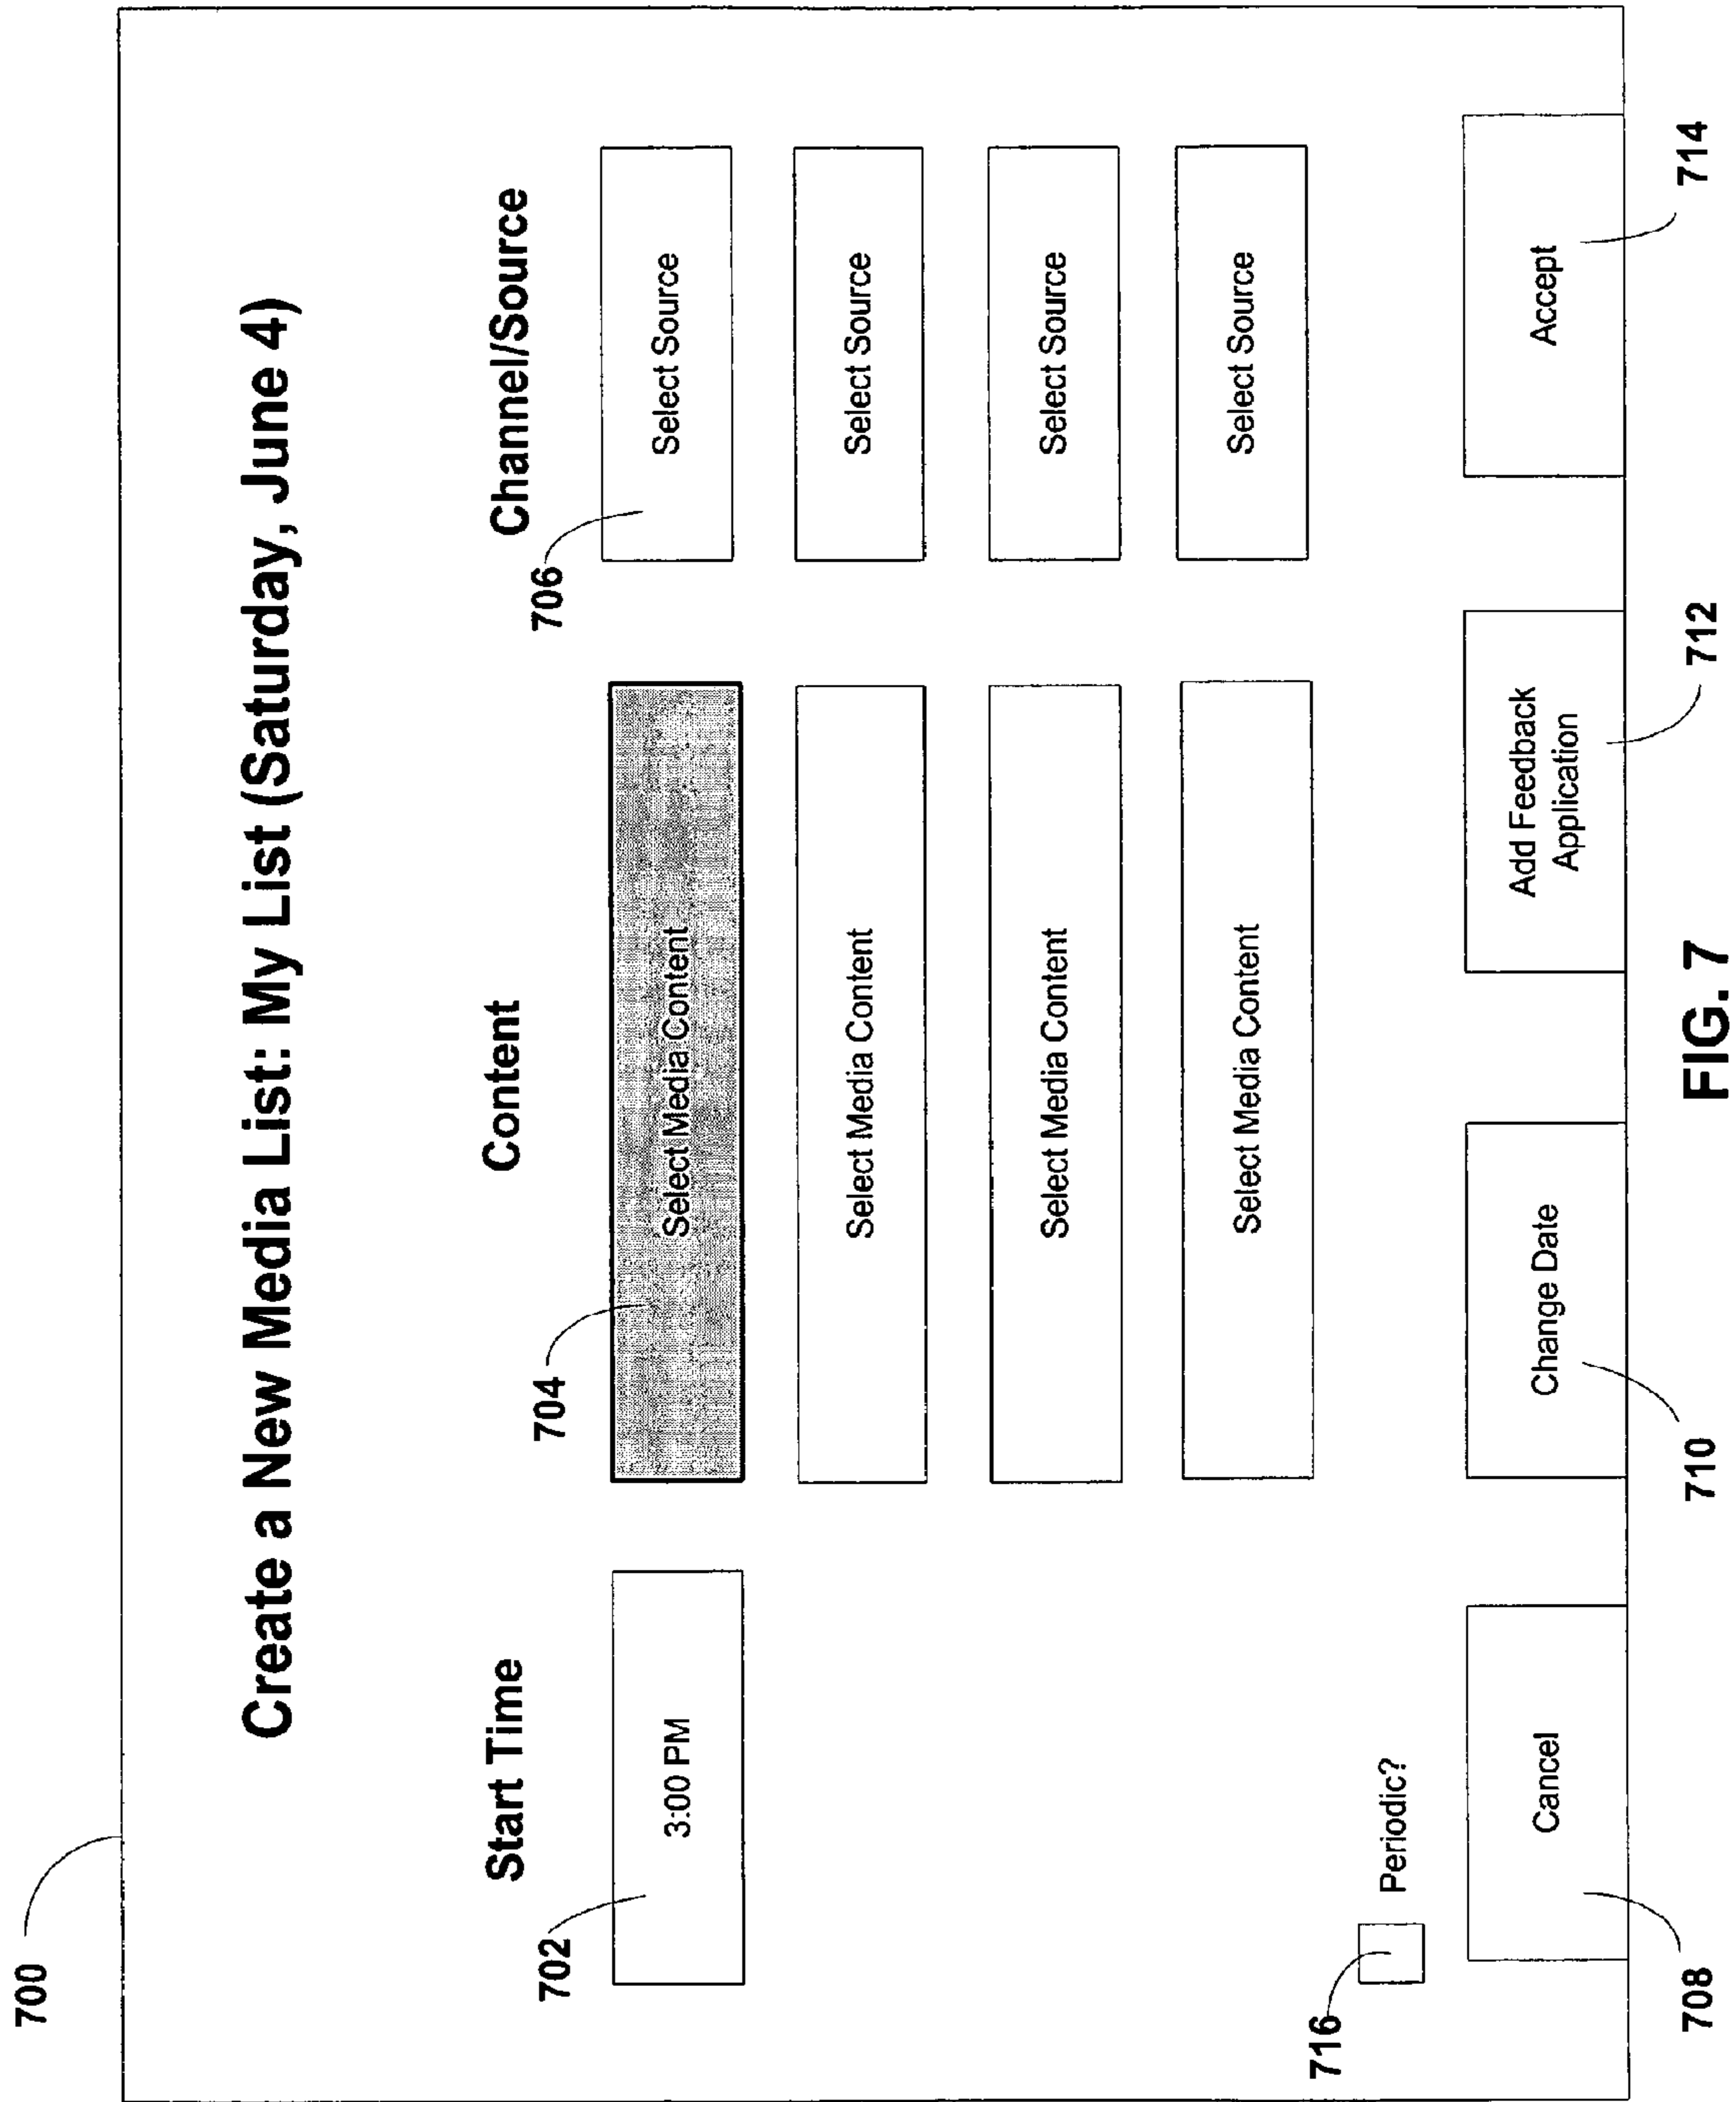 700
Create a New Media List: My List (Saturday, June 4)
Start Time
Content
Channel/Source
702
704
706
3:00 PM
Select Media Content
Select Source
Select Media Content
Select Source
Select Media Content
Select Source
Select Media Content
Select Source
716
Periodic?
Cancel
Change Date
Add Feedback
Application
Accept
708
710
712
714
FIG. 7